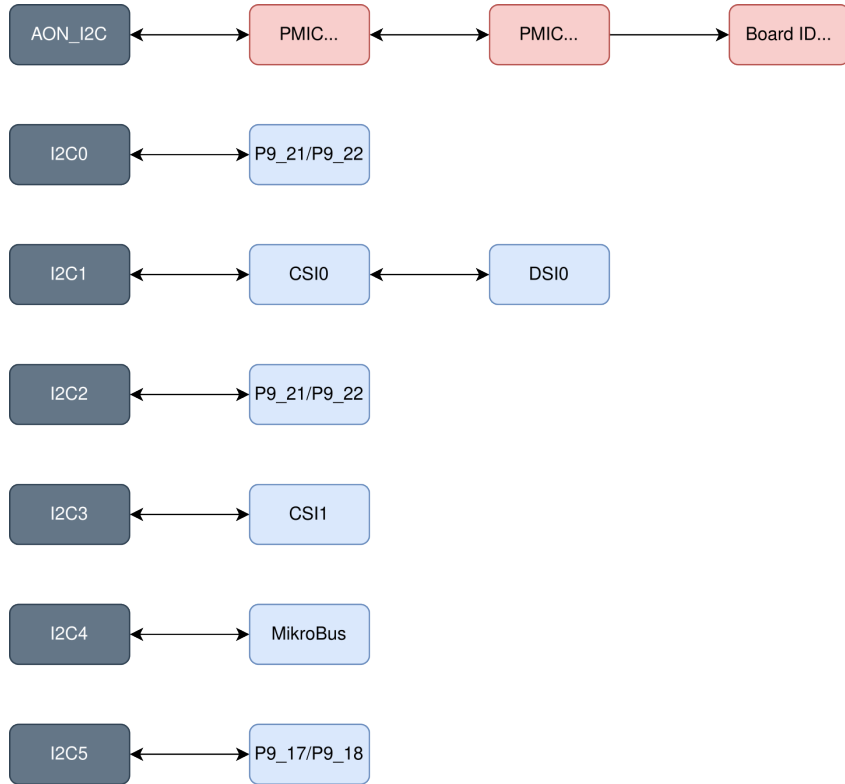 AON_I2C
PMIC...
PMIC...
Board ID...
I2C0
P9_21/P9_22
I2C1
CSI0
DSI0
I2C2
P9_21/P9_22
I2C3
CSI1
I2C4
MikroBus
I2C5
P9_17/P9_18